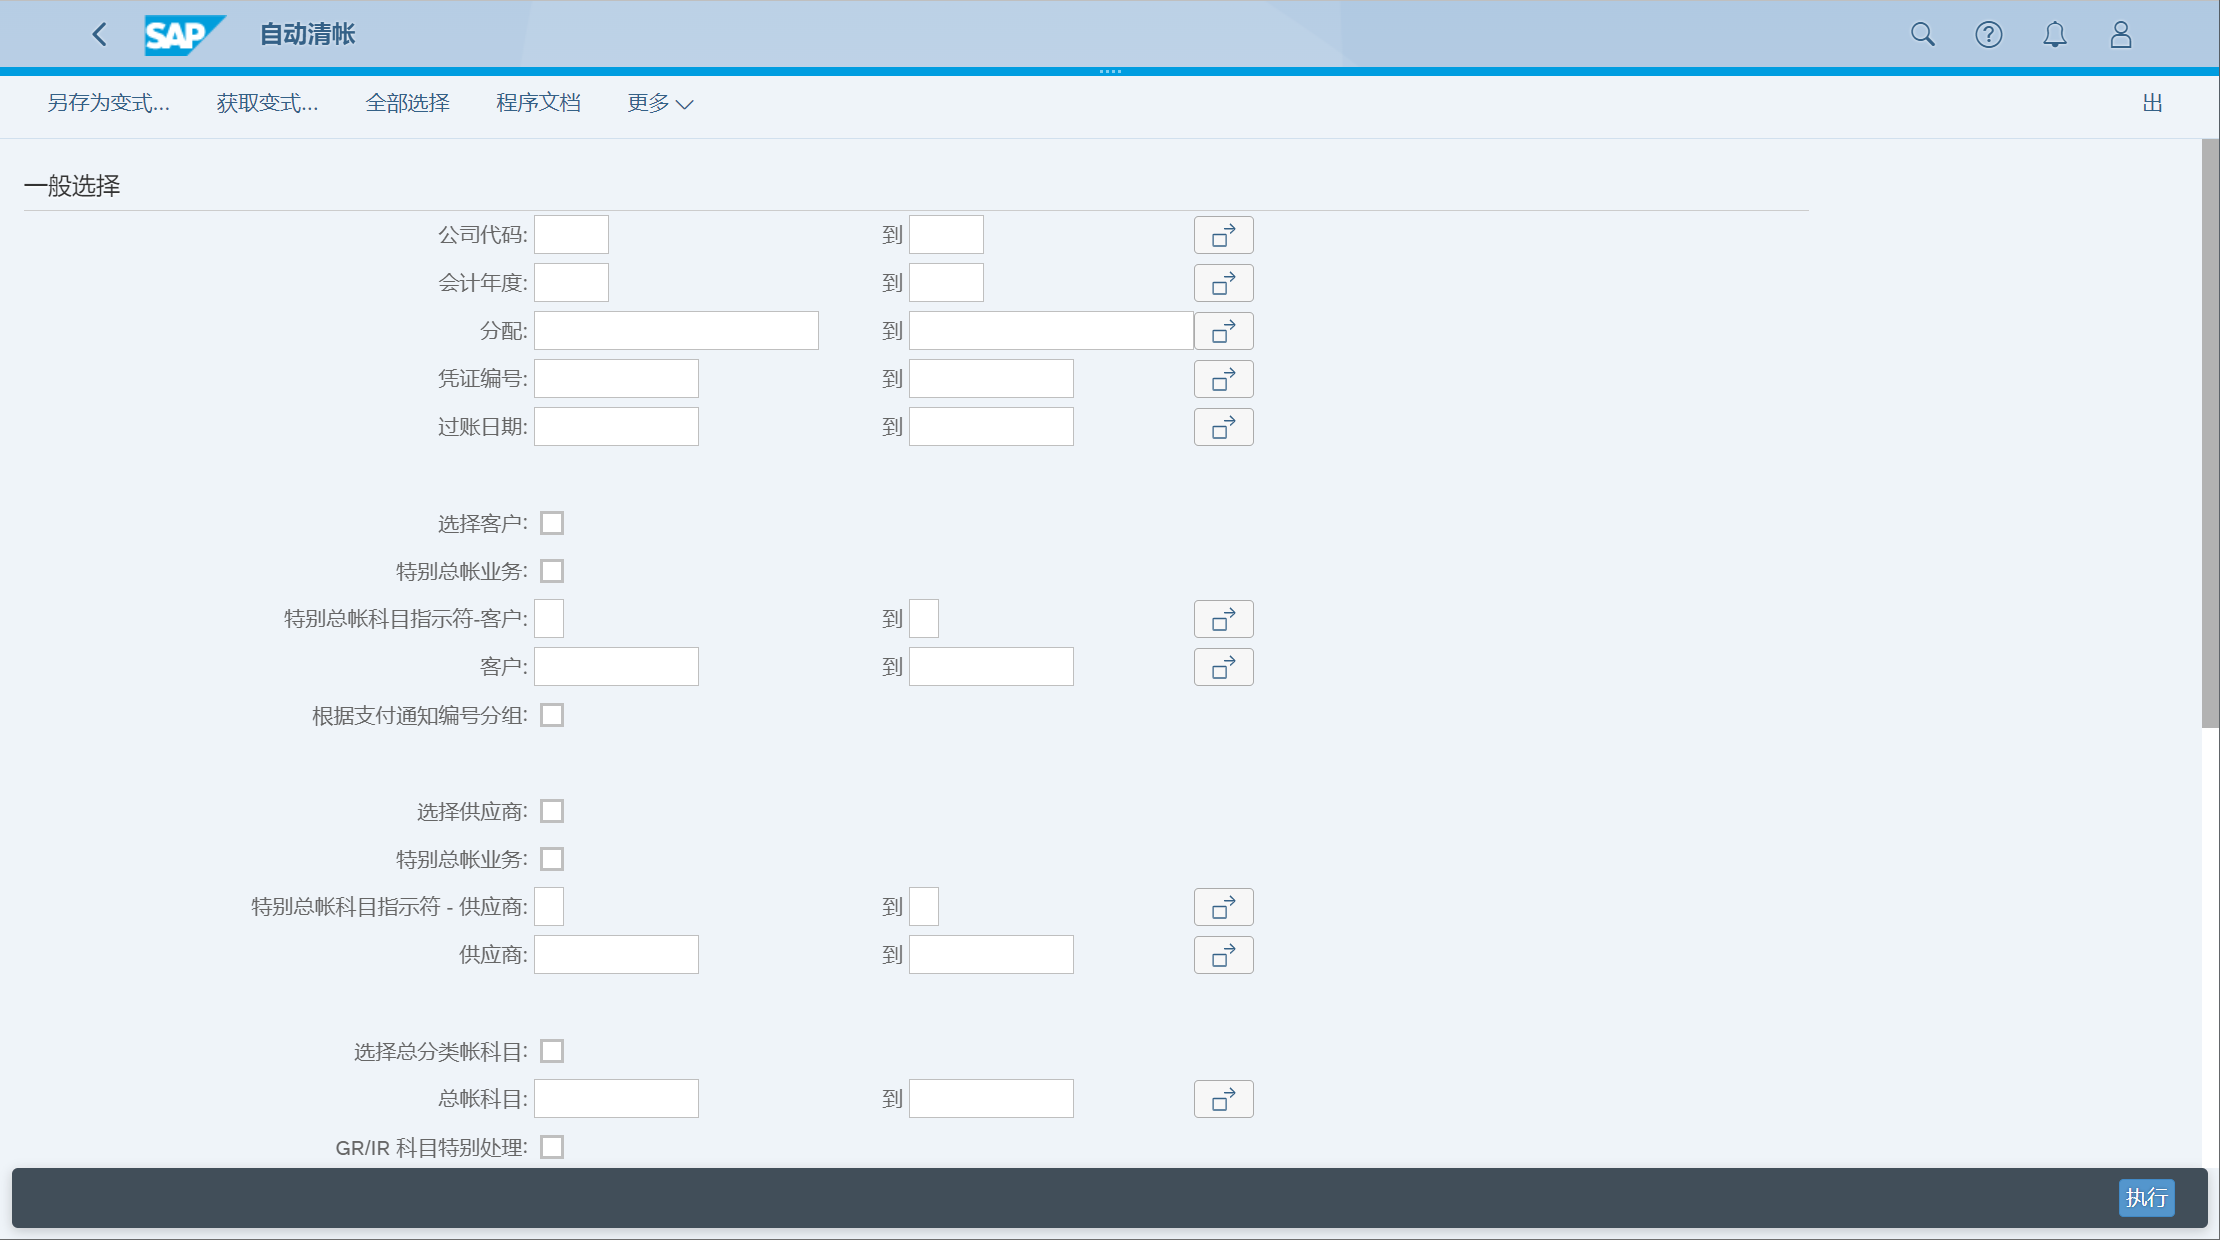 SAP 自动清帐
另存为变式... 获取变式... 全部选择 程序文档 更多 出
一般选择
公司代码: 到
会计年度: 到
分配: 到
凭证编号: 到
过账日期: 到
选择客户:
特别总帐业务:
特别总帐科目指示符-客户: 到
客户: 到
根据支付通知编号分组:
选择供应商:
特别总帐业务:
特别总帐科目指示符 - 供应商: 到
供应商: 到
选择总分类帐科目:
总帐科目: 到
GR/IR 科目特别处理:
执行